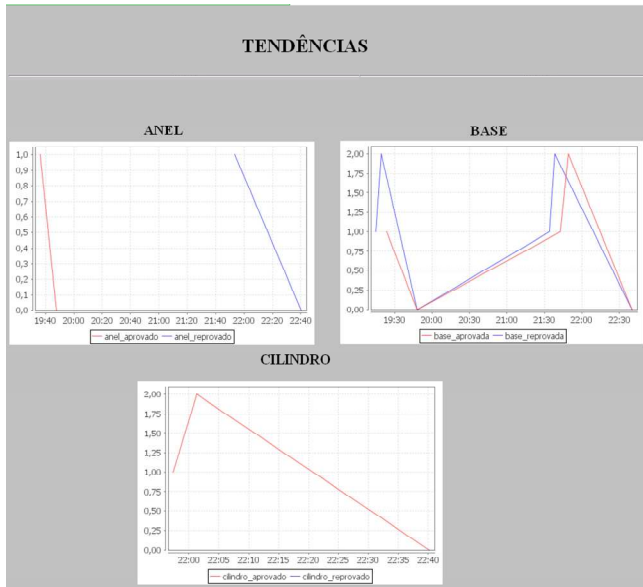 TENDÊNCIAS
ANEL
1,0
0,9
0,8
0,7
0,6
0,5
0,4
0,3
0,2
0,1
0,0
19:40 20:00 20:20 20:40 21:00 21:20 21:40 22:00 22:20 22:40
anel_aprovado anel_reprovado
BASE
2,00
1,75
1,50
1,25
1,00
0,75
0,50
0,25
0,00
19:30 20:00 20:30 21:00 21:30 22:00 22:30
base_aprovada base_reprovada
CILINDRO
2,00
1,75
1,50
1,25
1,00
0,75
0,50
0,25
0,00
22:00 22:05 22:10 22:15 22:20 22:25 22:30 22:35 22:40
cilindro_aprovado cilindro_reprovado